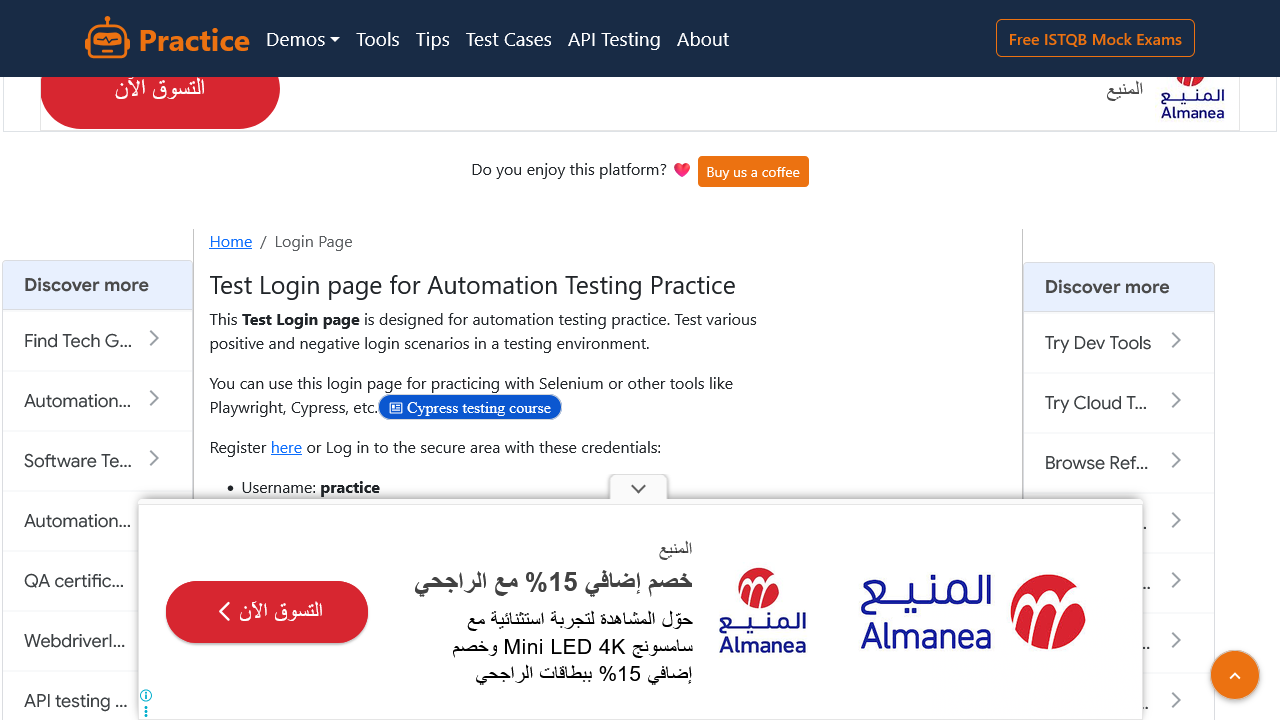 Practice
Demos
Tools
Tips
Test Cases
API Testing
About
Free ISTQB Mock Exams
التسوق الآن
المنيع
المنيع
Almanea
Do you enjoy this platform?
Buy us a coffee
Home / Login Page
Test Login page for Automation Testing Practice
This Test Login page is designed for automation testing practice. Test various
positive and negative login scenarios in a testing environment.
You can use this login page for practicing with Selenium or other tools like
Playwright, Cypress, etc. Cypress testing course
Register here or Log in to the secure area with these credentials:
• Username: practice
Discover more
Find Tech G...
Automation...
Software Te...
Automation...
QA certific...
Webdriverl...
API testing ...
Discover more
Try Dev Tools
Try Cloud T...
Browse Ref...
المنيع
خصم إضافي 15% مع الراجحي
حوّل المشاهدة لتجربة استثنائية مع
سامسونج Mini LED 4K وخصم
إضافي 15% ببطاقات الراجحي
التسوق الآن
المنيع
Almanea
المنيع
Almanea